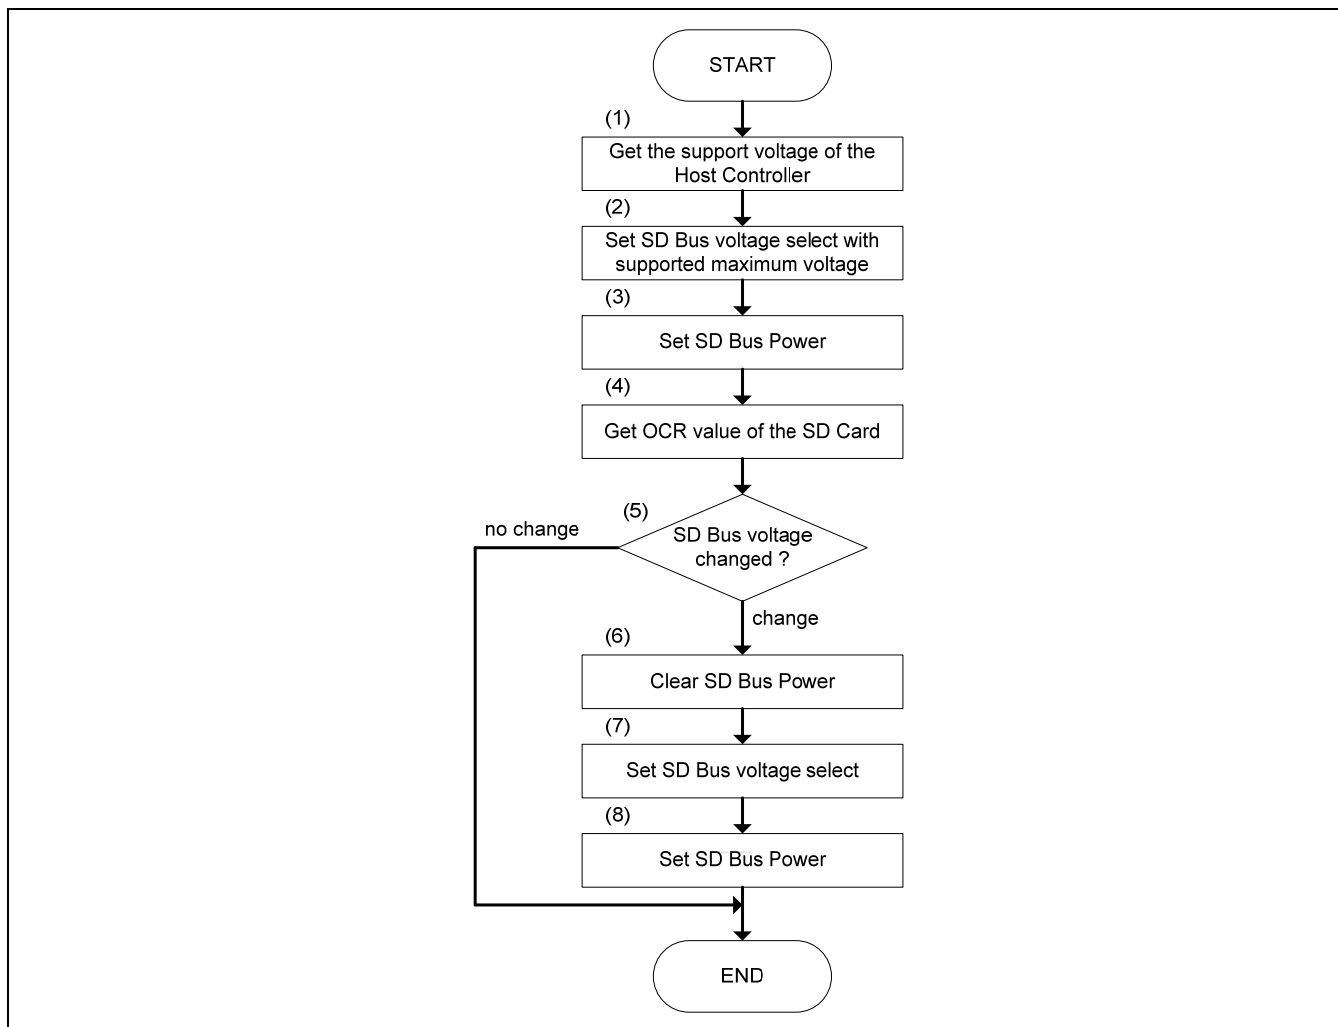 START
(1)
Get the support voltage of the
Host Controller
(2)
Set SD Bus voltage select with
supported maximum voltage
(3)
Set SD Bus Power
(4)
Get OCR value of the SD Card
(5)
no change
SD Bus voltage
changed ?
change
(6)
Clear SD Bus Power
(7)
Set SD Bus voltage select
(8)
Set SD Bus Power
END